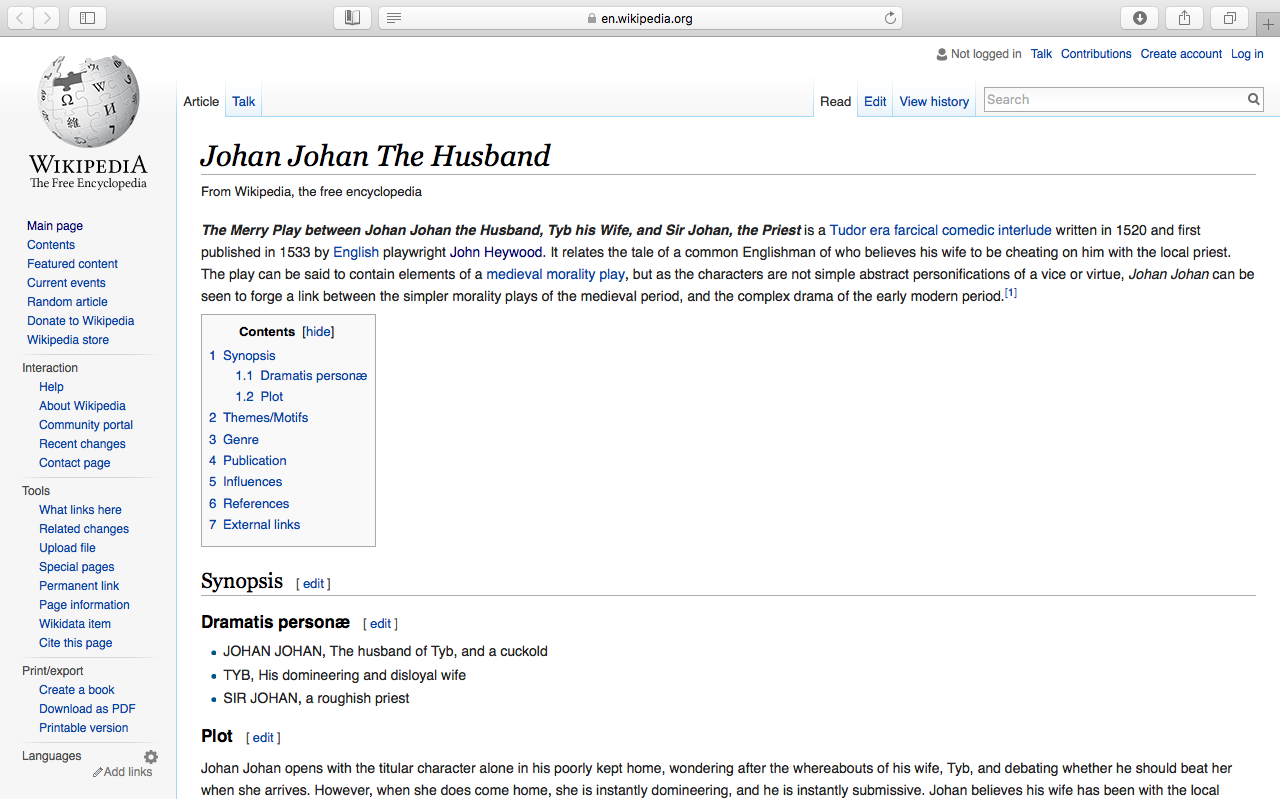 en.wikipedia.org
Not logged in Talk Contributions Create account Log in
Article Talk Read Edit View history Search
WIKIPEDIA
The Free Encyclopedia
Main page
Contents
Featured content
Current events
Random article
Donate to Wikipedia
Wikipedia store
Interaction
Help
About Wikipedia
Community portal
Recent changes
Contact page
Tools
What links here
Related changes
Upload file
Special pages
Permanent link
Page information
Wikidata item
Cite this page
Print/export
Create a book
Download as PDF
Printable version
Languages
Add links
Johan Johan The Husband
From Wikipedia, the free encyclopedia
The Merry Play between Johan Johan the Husband, Tyb his Wife, and Sir Johan, the Priest is a Tudor era farcical comedic interlude written in 1520 and first
published in 1533 by English playwright John Heywood. It relates the tale of a common Englishman of who believes his wife to be cheating on him with the local priest.
The play can be said to contain elements of a medieval morality play, but as the characters are not simple abstract personifications of a vice or virtue, Johan Johan can be
seen to forge a link between the simpler morality plays of the medieval period, and the complex drama of the early modern period.[1]
Contents [hide]
1 Synopsis
1.1 Dramatis personæ
1.2 Plot
2 Themes/Motifs
3 Genre
4 Publication
5 Influences
6 References
7 External links
Synopsis [ edit ]
Dramatis personæ [ edit ]
• JOHAN JOHAN, The husband of Tyb, and a cuckold
• TYB, His domineering and disloyal wife
• SIR JOHAN, a roughish priest
Plot [ edit ]
Johan Johan opens with the titular character alone in his poorly kept home, wondering after the whereabouts of his wife, Tyb, and debating whether he should beat her
when she arrives. However, when she does come home, she is instantly domineering, and he is instantly submissive. Johan believes his wife has been with the local